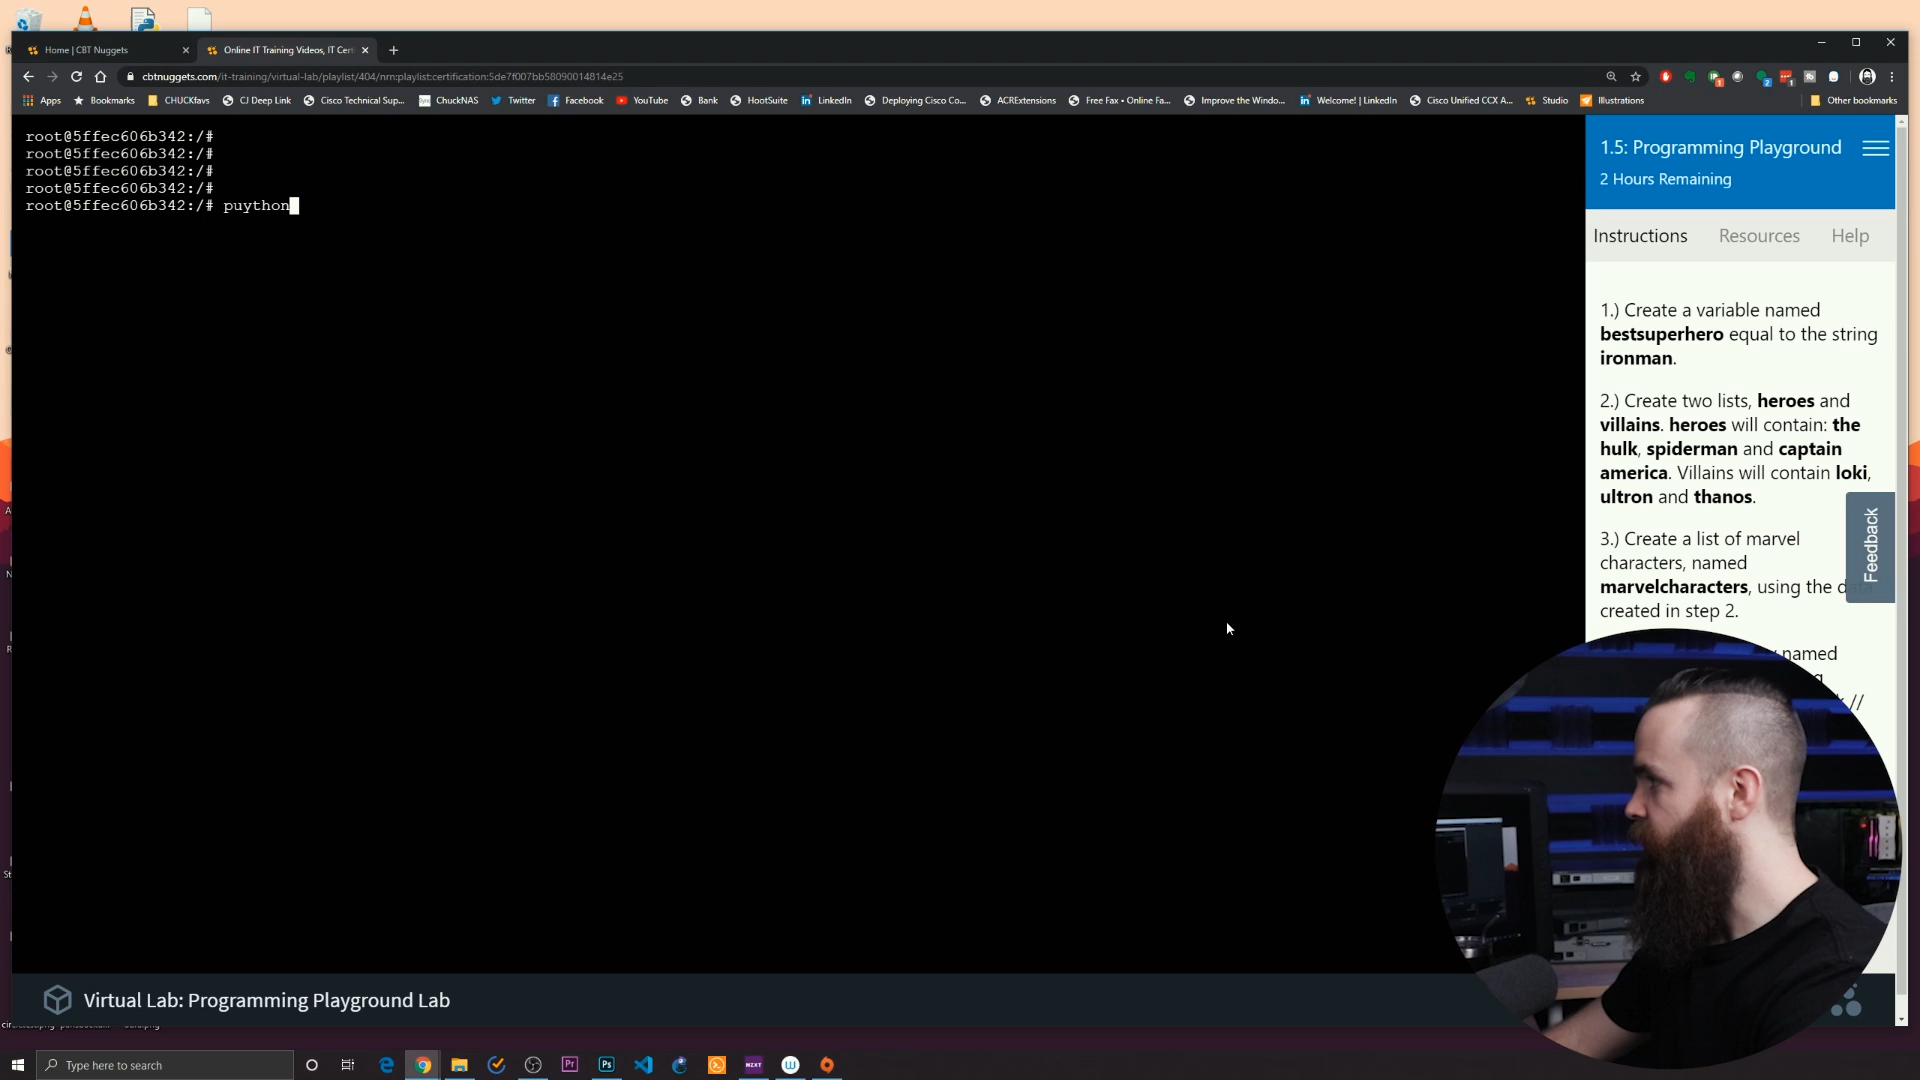 Home | CBT Nuggets
Online IT Training Videos, IT Cert
cbtnuggets.com/it-training/virtual-lab/playlist/404/nm:playlist:certification:5de7f007bb58090014814e25
Apps Bookmarks CHUCKfavs CJ Deep Link Cisco Technical Sup... ChuckNAS Twitter Facebook YouTube Bank HootSuite LinkedIn Deploying Cisco Co... ACRExtensions Free Fax • Online Fa... Improve the Windo... Welcome! | LinkedIn Cisco Unified CCX A... Studio Illustrations Other bookmarks
root@5ffec606b342:/#
root@5ffec606b342:/#
root@5ffec606b342:/#
root@5ffec606b342:/#
root@5ffec606b342:/# puython
1.5: Programming Playground
2 Hours Remaining
Instructions Resources Help
1.) Create a variable named
bestsuperhero equal to the string
ironman.
2.) Create two lists, heroes and
villains. heroes will contain: the
hulk, spiderman and captain
america. Villains will contain loki,
ultron and thanos.
3.) Create a list of marvel
characters, named
marvelcharacters, using the data
created in step 2.
named
//
Feedback
Virtual Lab: Programming Playground Lab
Type here to search
Pr
Ps
NZXT